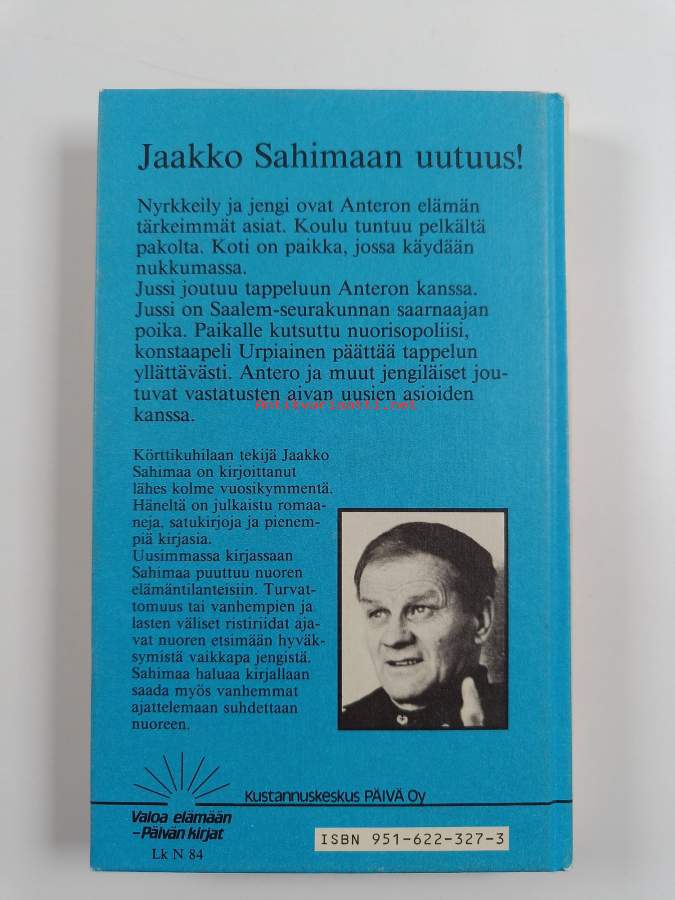 Jaakko Sahimaan uutuus!
Nyrkkeily ja jengi ovat Anteron elämän
tärkeimmät asiat. Koulu tuntuu pelkältä
pakolta. Koti on paikka, jossa käydään
nukkumassa.
Jussi joutuu tappeluun Anteron kanssa.
Jussi on Saalem-seurakunnan saarnaajan
poika. Paikalle kutsuttu nuorisopoliisi,
konstaapeli Urpiainen päättää tappelun
yllättävästi. Antero ja muut jengiläiset jou-
tuvat vastatusten aivan uusien asioiden
antikvariaatti.net
kanssa.
Körttikuhilaan tekijä Jaakko
Sahimaa on kirjoittanut
lähes kolme vuosikymmentä.
Häneltä on julkaistu romaa-
neja, satukirjoja ja pienem-
piä kirjasia.
Uusimmassa kirjassaan
Sahimaa puuttuu nuoren
elämäntilanteisiin. Turvat-
tomuus tai vanhempien ja
lasten väliset ristiriidat aja-
vat nuoren etsimään hyväk-
symistä vaikkapa jengistä.
Sahimaa haluaa kirjallaan
saada myös vanhemmat
ajattelemaan suhdettaan
nuoreen.
Kustannuskeskus PÄIVÄ Oy
Valoa elämään
–Päivän kirjat
Lk N 84
ISBN 951-622-327-3